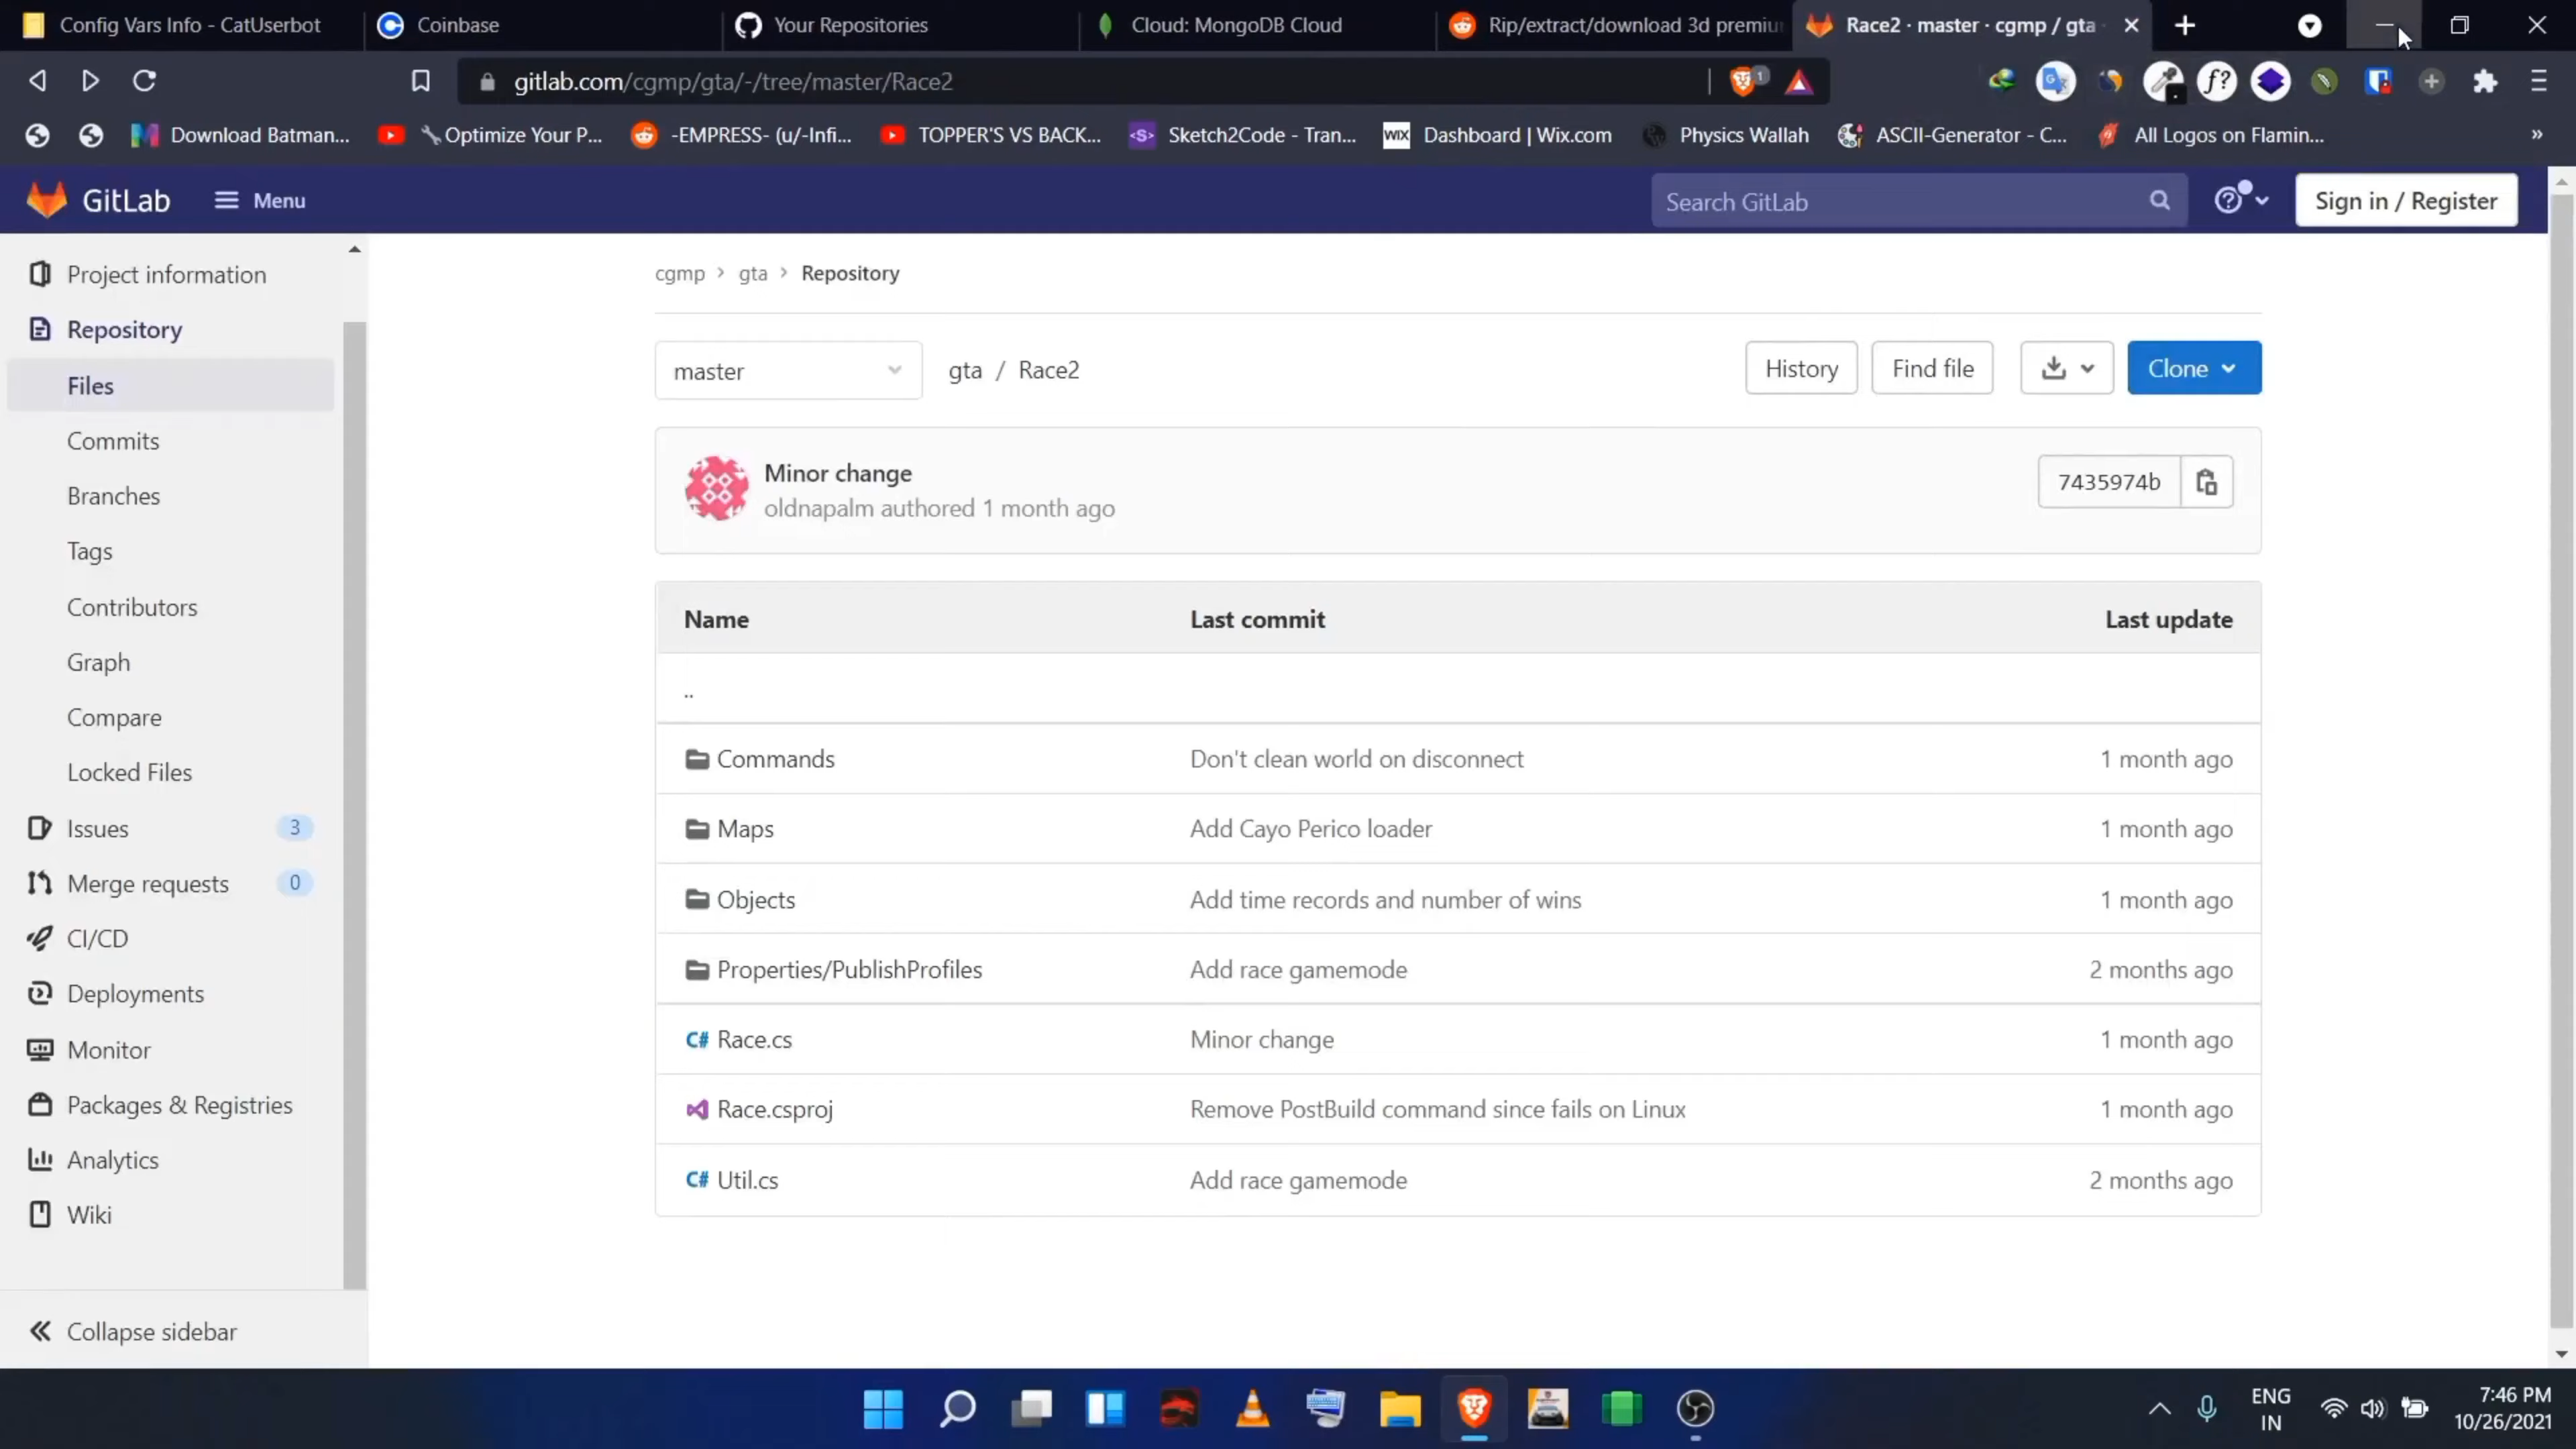 Config Vars Info - CatUserbot
Coinbase
Your Repositories
Cloud: MongoDB Cloud
Rip/extract/download 3d premiu
Race2 · master · cgmp / gta
gitlab.com/cgmp/gta/-/tree/master/Race2
1
f?
Download Batman...
Optimize Your P...
-EMPRESS- (u/-Infi...
TOPPER'S VS BACK...
<S>
Sketch2Code - Tran...
WIX
Dashboard | Wix.com
Physics Wallah
ASCII-Generator - C...
All Logos on Flamin...
»
GitLab
Menu
Search GitLab
Sign in / Register
Project information
Repository
Files
Commits
Branches
Tags
Contributors
Graph
Compare
Locked Files
Issues 3
Merge requests 0
CI/CD
Deployments
Monitor
Packages & Registries
Analytics
Wiki
Collapse sidebar
cgmp > gta > Repository
master
gta / Race2
History
Find file
Clone
Minor change
oldnapalm authored 1 month ago
7435974b
Name Last commit Last update
..
Commands Don't clean world on disconnect 1 month ago
Maps Add Cayo Perico loader 1 month ago
Objects Add time records and number of wins 1 month ago
Properties/PublishProfiles Add race gamemode 2 months ago
C# Race.cs Minor change 1 month ago
Race.csproj Remove PostBuild command since fails on Linux 1 month ago
C# Util.cs Add race gamemode 2 months ago
ENG
IN
7:46 PM
10/26/2021